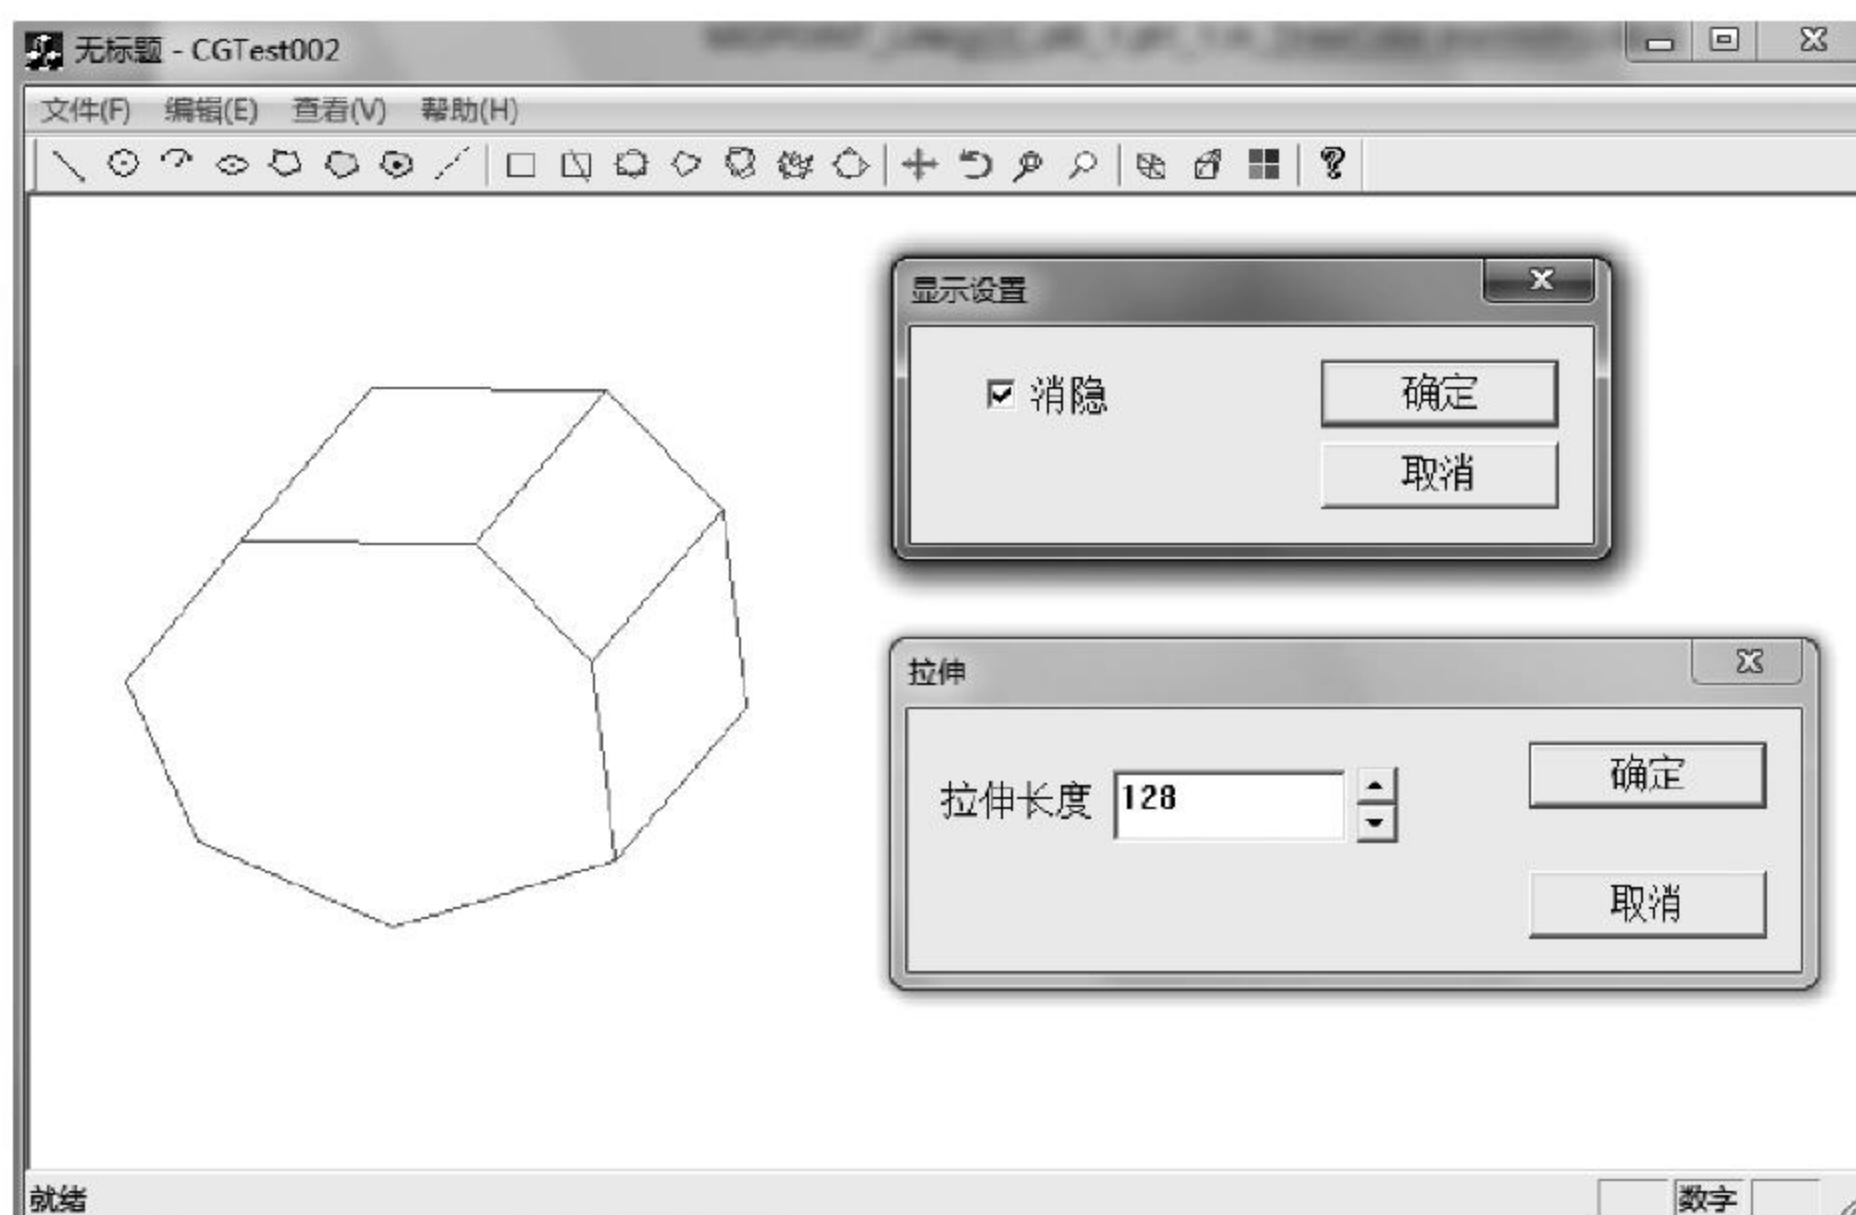 无标题 - CGTest002
文件(F) 编辑(E) 查看(V) 帮助(H)
显示设置
消隐
确定
取消
拉伸
拉伸长度 128
确定
取消
就绪
数字